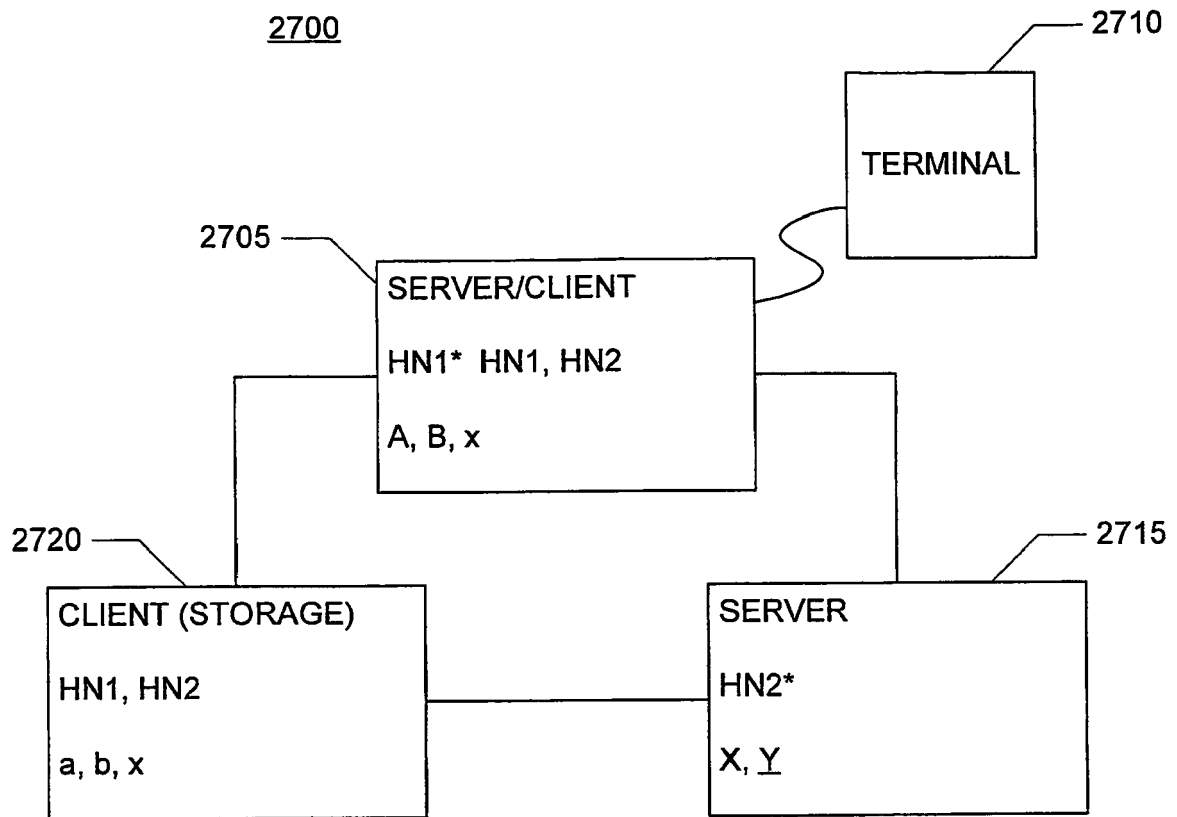 2700
2710
TERMINAL
2705
SERVER/CLIENT
HN1* HN1, HN2
A, B, x
2720
CLIENT (STORAGE)
HN1, HN2
a, b, x
2715
SERVER
HN2*
X, Y